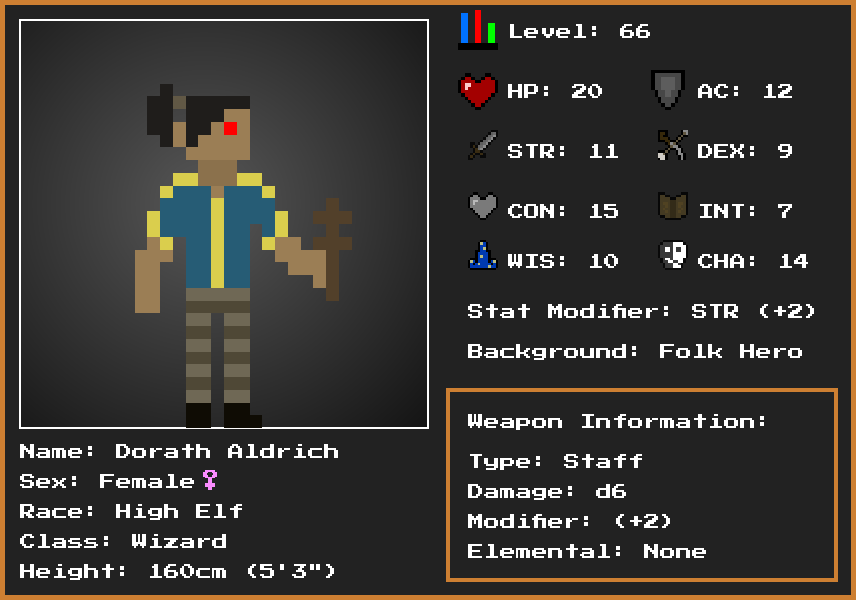 Level: 66
HP: 20 AC: 12
STR: 11 DEX: 9
CON: 15 INT: 7
WIS: 10 CHA: 14
Stat Modifier: STR (+2)
Background: Folk Hero
Weapon Information:
Type: Staff
Damage: d6
Modifier: (+2)
Elemental: None
Name: Dorath Aldrich
Sex: Female♀
Race: High Elf
Class: Wizard
Height: 160cm (5'3")